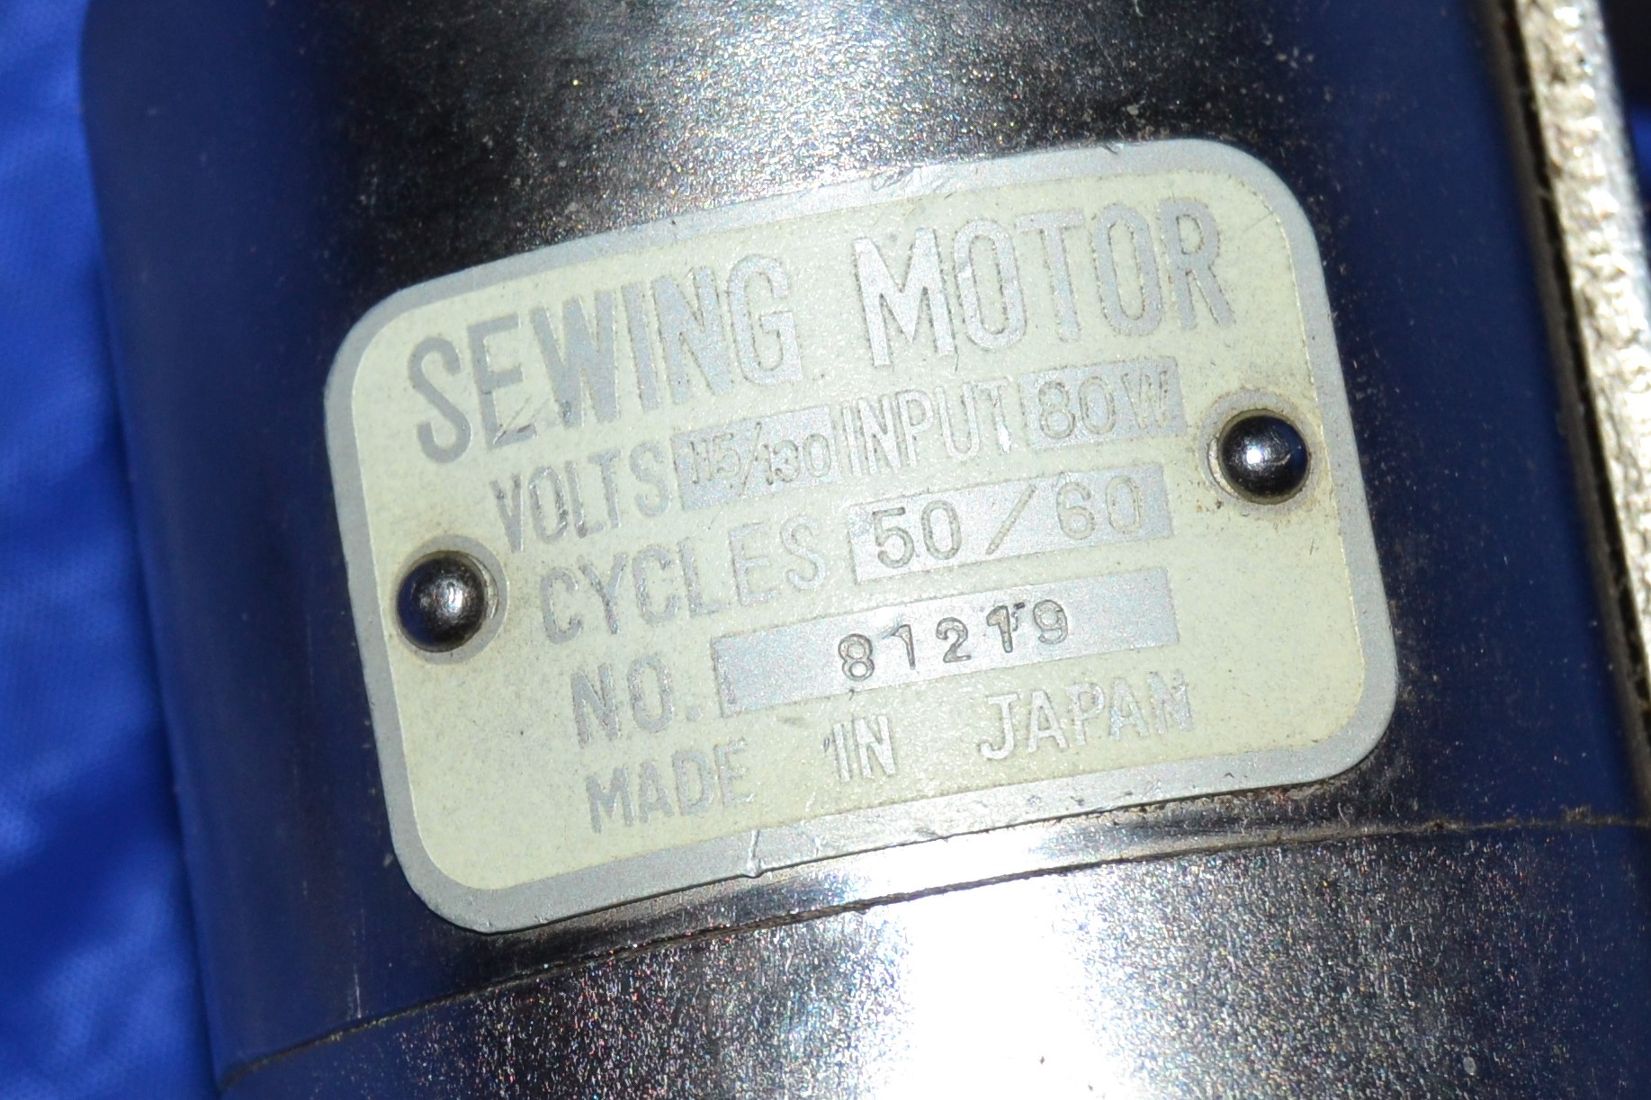 SEWING MOTOR
VOLTS 115/130 INPUT 80W
CYCLES 50/60
NO. 81219
MADE IN JAPAN